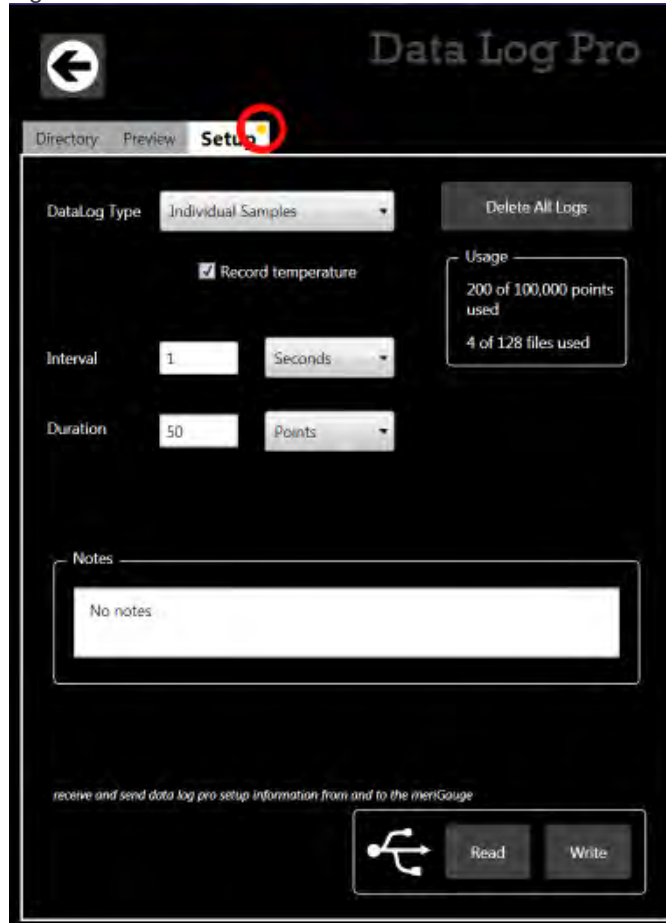 Data Log Pro
Directory Preview Setup
DataLog Type Individual Samples Delete All Logs
Record temperature
Usage
200 of 100,000 points
used
4 of 128 files used
Interval 1 Seconds
Duration 50 Points
Notes
No notes
receive and send data log pro setup information from and to the meriGauge
Read Write